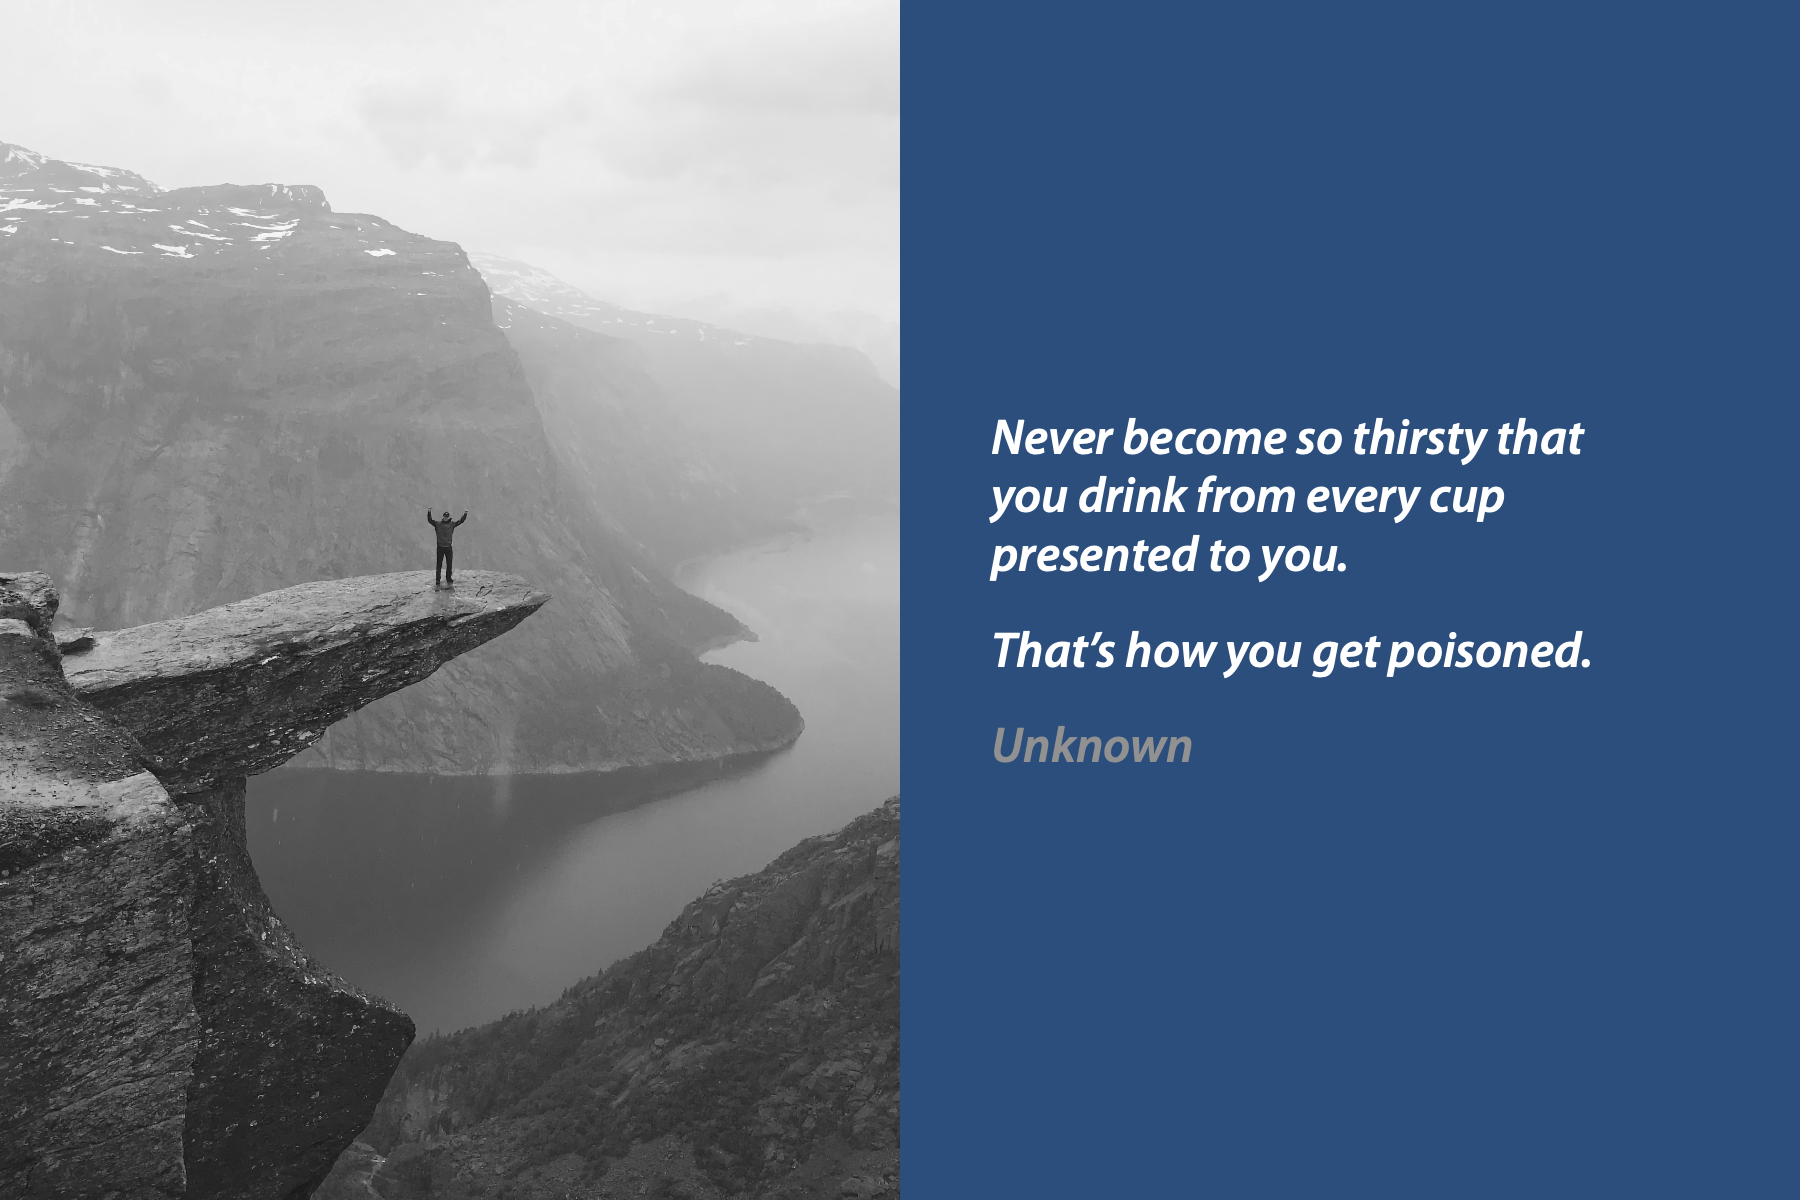 Never become so thirsty that
you drink from every cup
presented to you.
That’s how you get poisoned.
Unknown